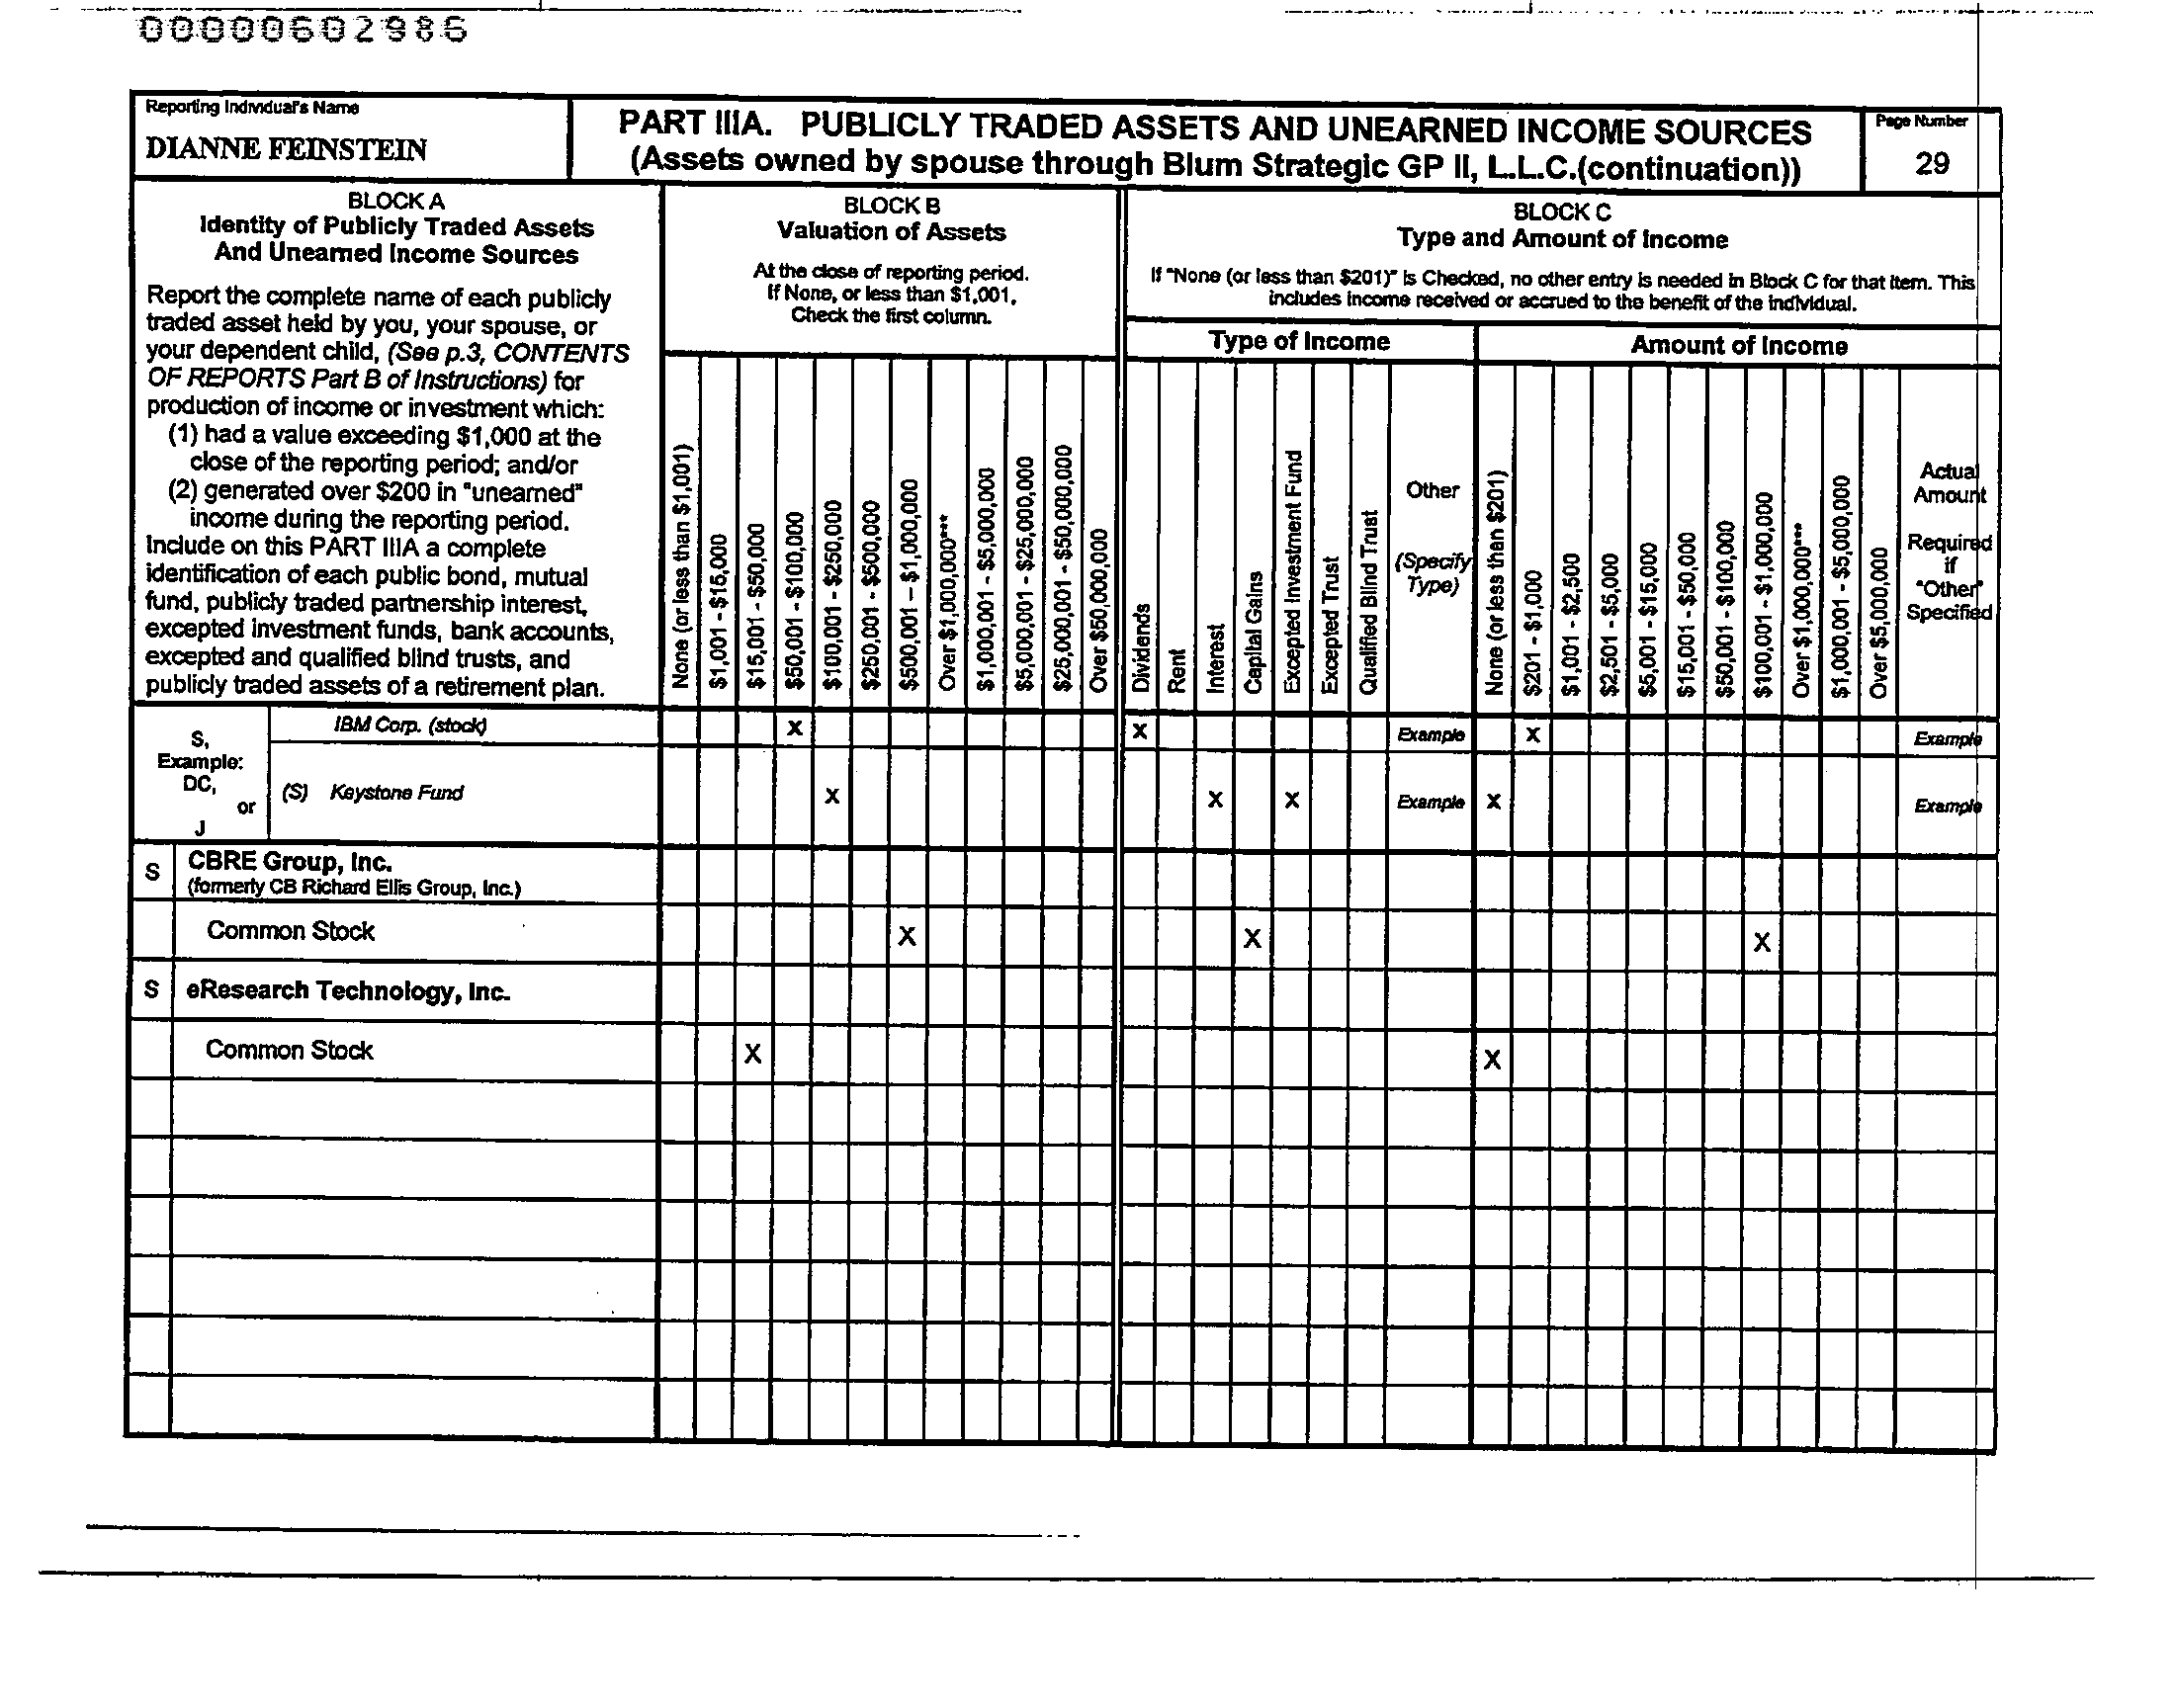 00000602986
Reporting Individual's Name
DIANNE FEINSTEIN
PART IIIA. PUBLICLY TRADED ASSETS AND UNEARNED INCOME SOURCES
(Assets owned by spouse through Blum Strategic GP II, L.L.C.(continuation))
Page Number
29
BLOCK A
Identity of Publicly Traded Assets
And Unearned Income Sources
Report the complete name of each publicly
traded asset held by you, your spouse, or
your dependent child, (See p.3, CONTENTS
OF REPORTS Part B of Instructions) for
production of income or investment which:
(1) had a value exceeding $1,000 at the
close of the reporting period; and/or
(2) generated over $200 in "unearned"
income during the reporting period.
Include on this PART IIIA a complete
identification of each public bond, mutual
fund, publicly traded partnership interest,
excepted investment funds, bank accounts,
excepted and qualified blind trusts, and
publicly traded assets of a retirement plan.
BLOCK B
Valuation of Assets
At the close of reporting period.
If None, or less than $1,001,
Check the first column.
None (or less than $1,001)
$1,001 - $15,000
$15,001 - $50,000
$50,001 - $100,000
$100,001 - $250,000
$250,001 - $500,000
$500,001 – $1,000,000
Over $1,000,000***
$1,000,001 - $5,000,000
$5,000,001 - $25,000,000
$25,000,001 - $50,000,000
Over $50,000,000
BLOCK C
Type and Amount of Income
If "None (or less than $201)" is Checked, no other entry is needed in Block C for that item. This
includes income received or accrued to the benefit of the individual.
Type of Income
Dividends
Rent
Interest
Capital Gains
Excepted Investment Fund
Excepted Trust
Qualified Blind Trust
Other
(Specify
Type)
Amount of Income
None (or less than $201)
$201 - $1,000
$1,001 - $2,500
$2,501 - $5,000
$5,001 - $15,000
$15,001 - $50,000
$50,001 - $100,000
$100,001 - $1,000,000
Over $1,000,000***
$1,000,001 - $5,000,000
Over $5,000,000
Actual
Amount
Required
if
"Other"
Specified
S,
Example:
DC,
or
J
IBM Corp. (stock) X X Example X Example
(S) Keystone Fund X X X Example X Example
S CBRE Group, Inc.
(formerly CB Richard Ellis Group, Inc.)
Common Stock X X X
S eResearch Technology, Inc.
Common Stock X X